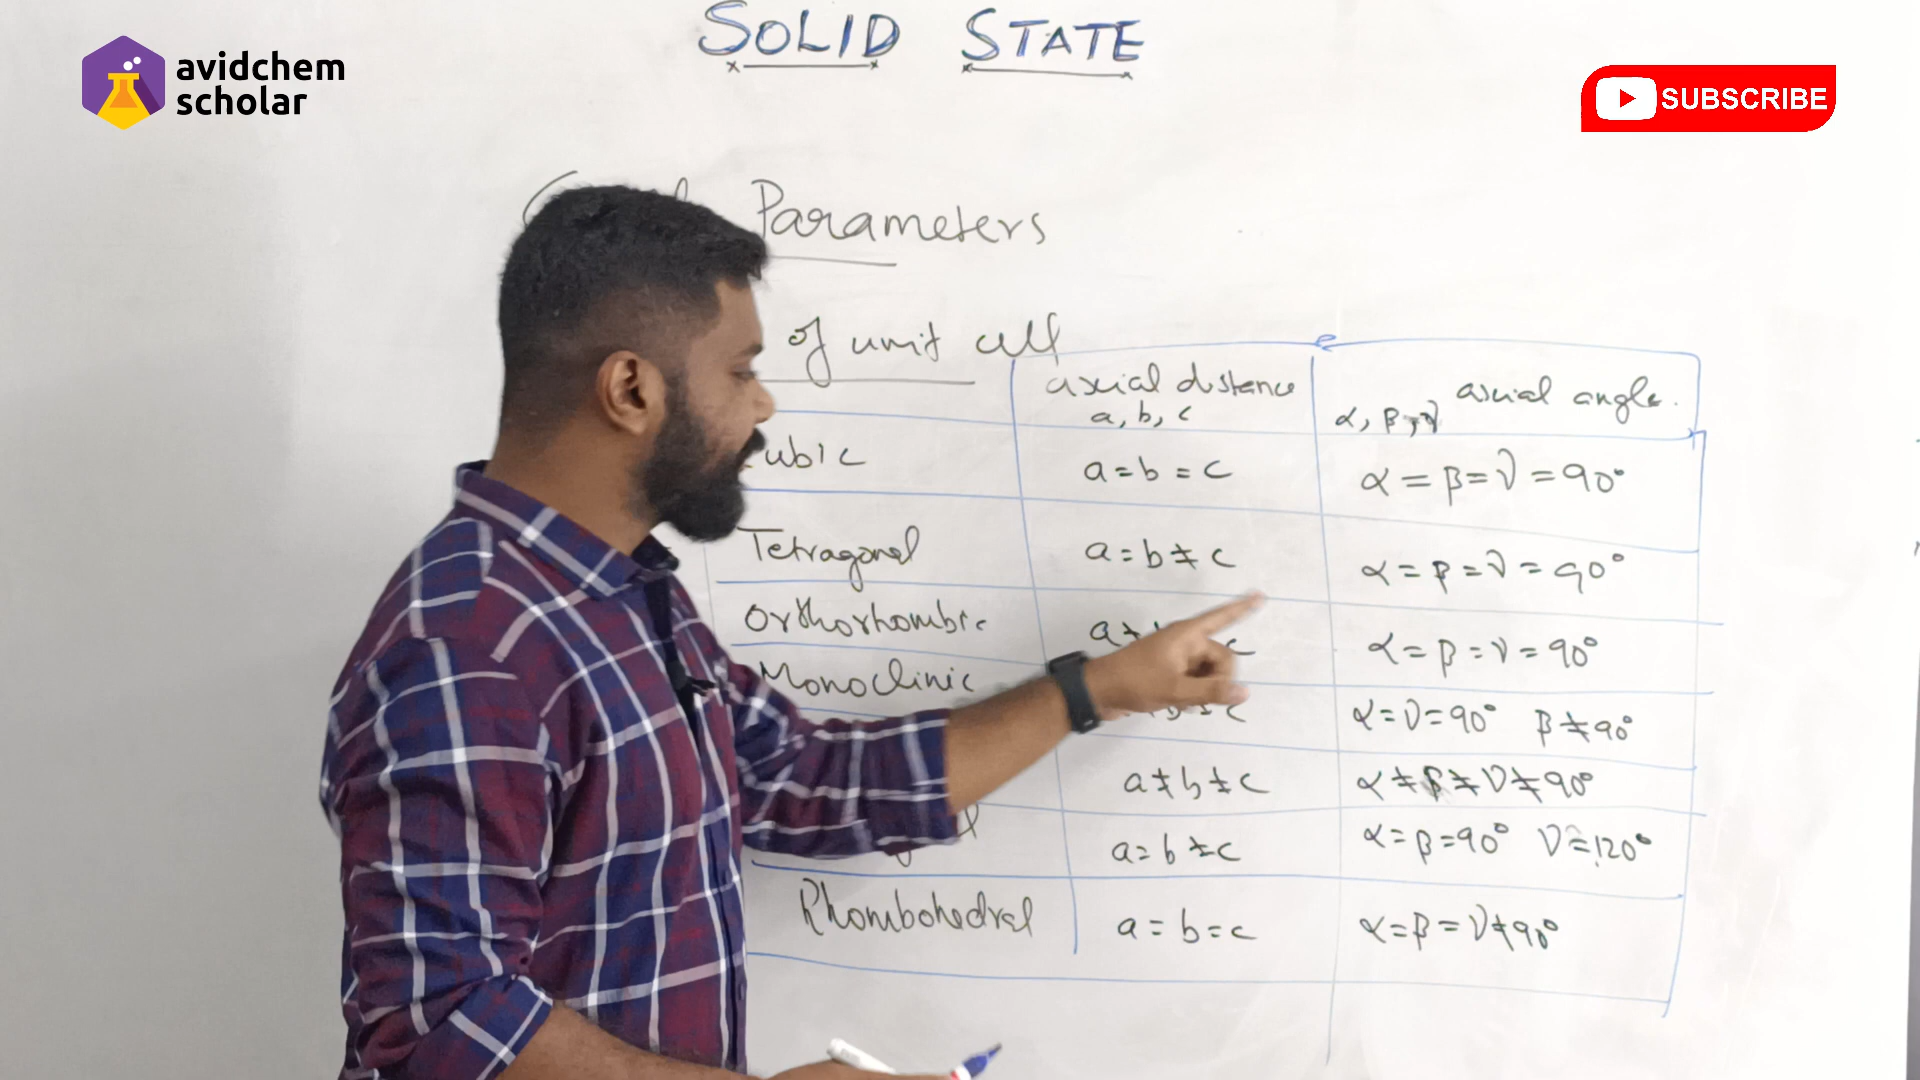 SOLID STATE
avidchem
scholar
SUBSCRIBE
Parameters
of unit cell
axial distance
a, b, c
axial angle.
α, β, γ
ubic
a = b = c
α = β = γ = 90°
Tetragonal
a = b ≠ c
α = β = γ = 90°
Orthorhombic
a ≠ c
α = β = γ = 90°
Monoclinic
≠ c
α = γ = 90° β ≠ 90°
a ≠ b ≠ c
α ≠ β ≠ γ ≠ 90°
a = b ≠ c
α = β = 90° γ = 120°
Rhombohedral
a = b = c
α = β = γ ≠ 90°